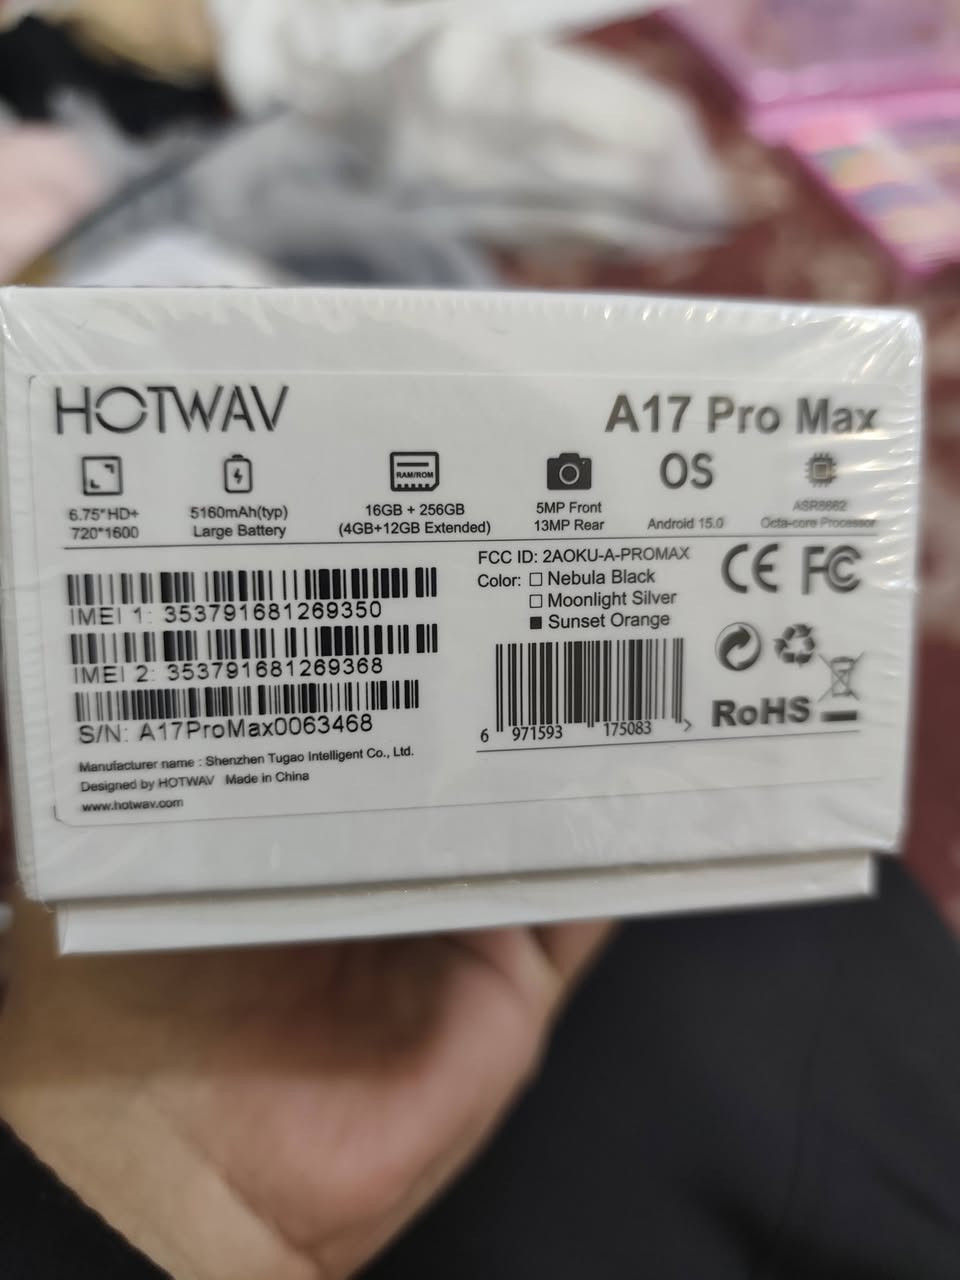 HOTWAV
A17 Pro Max
RAM/ROM
OS
6.75"HD+
720*1600
5160mAh(typ)
Large Battery
16GB + 256GB
(4GB+12GB Extended)
5MP Front
13MP Rear
Android 15.0
ASR8662
Octa-core Processor
IMEI 1: 353791681269350
IMEI 2: 353791681269368
S/N: A17ProMax0063468
Manufacturer name : Shenzhen Tugao Intelligent Co., Ltd.
Designed by HOTWAV Made in China
www.hotwav.com
FCC ID: 2AOKU-A-PROMAX
Color: □ Nebula Black
□ Moonlight Silver
■ Sunset Orange
6 971593 175083 >
CE FC
RoHS